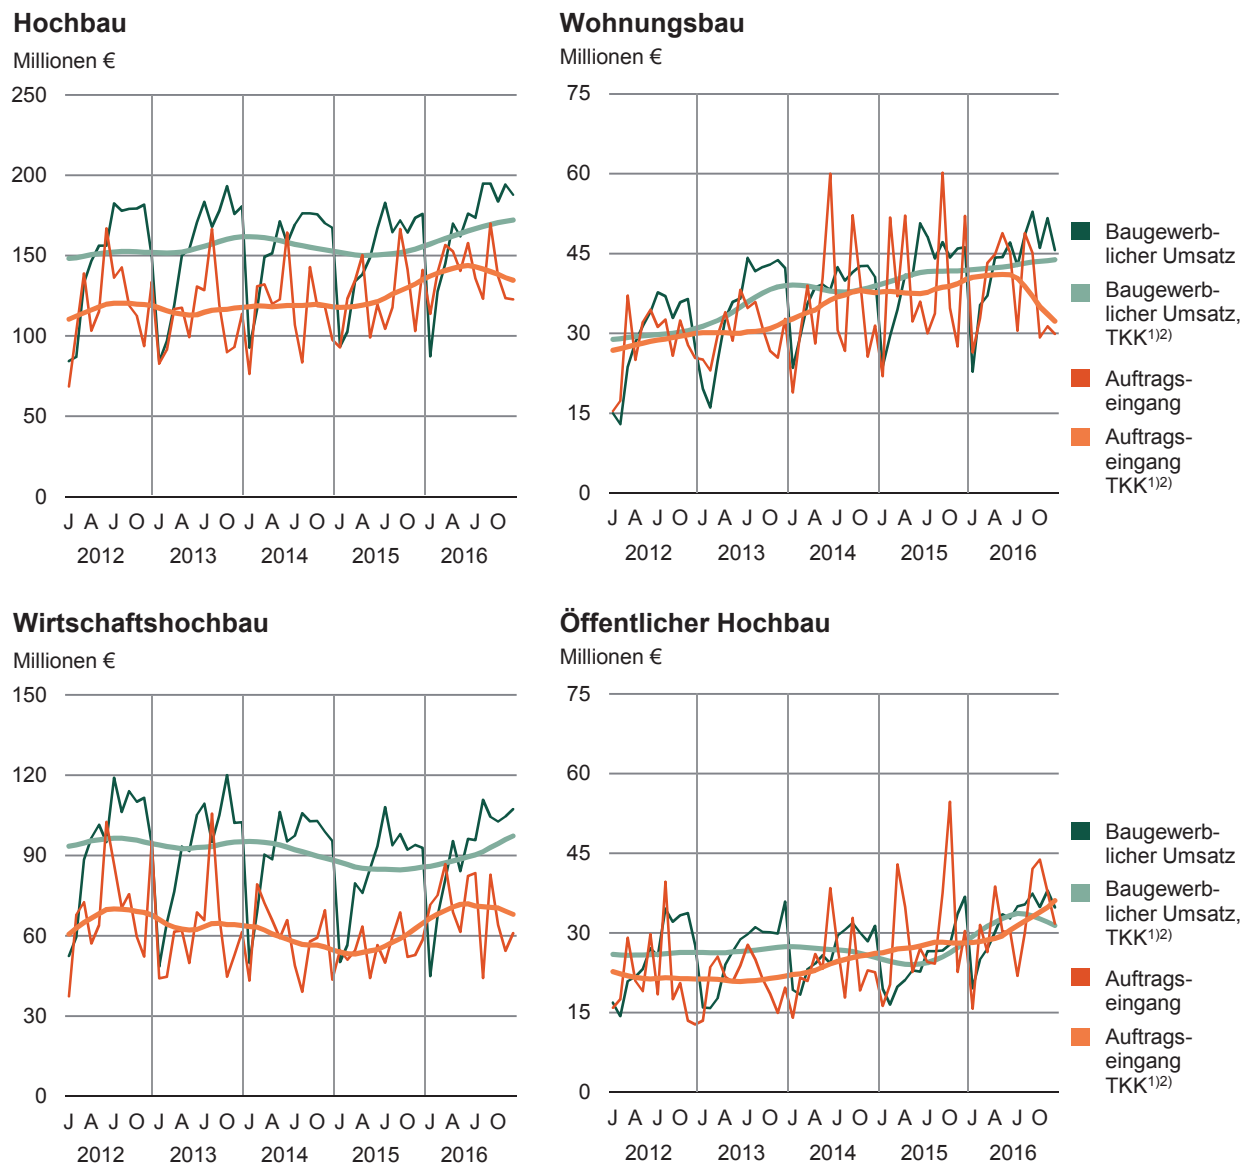 Hochbau
Millionen €
250
200
150
100
50
0
J A J O J A J O J A J O J A J O J A J O
2012 2013 2014 2015 2016
Wohnungsbau
Millionen €
75
60
45
30
15
0
J A J O J A J O J A J O J A J O J A J O
2012 2013 2014 2015 2016
Baugewerb-
licher Umsatz
Baugewerb-
licher Umsatz,
TKK1)2)
Auftrags-
eingang
Auftrags-
eingang
TKK1)2)
Wirtschaftshochbau
Millionen €
150
120
90
60
30
0
J A J O J A J O J A J O J A J O J A J O
2012 2013 2014 2015 2016
Öffentlicher Hochbau
Millionen €
75
60
45
30
15
0
J A J O J A J O J A J O J A J O J A J O
2012 2013 2014 2015 2016
Baugewerb-
licher Umsatz
Baugewerb-
licher Umsatz,
TKK1)2)
Auftrags-
eingang
Auftrags-
eingang
TKK1)2)